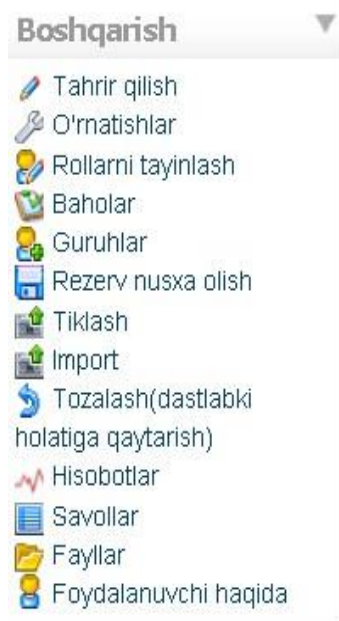 Boshqarish
Tahrir qilish
O'rnatishlar
Rollarni tayinlash
Baholar
Guruhlar
Rezerv nusxa olish
Tiklash
Import
Tozalash(dastlabki
holatiga qaytarish)
Hisobotlar
Savollar
Fayllar
Foydalanuvchi haqida